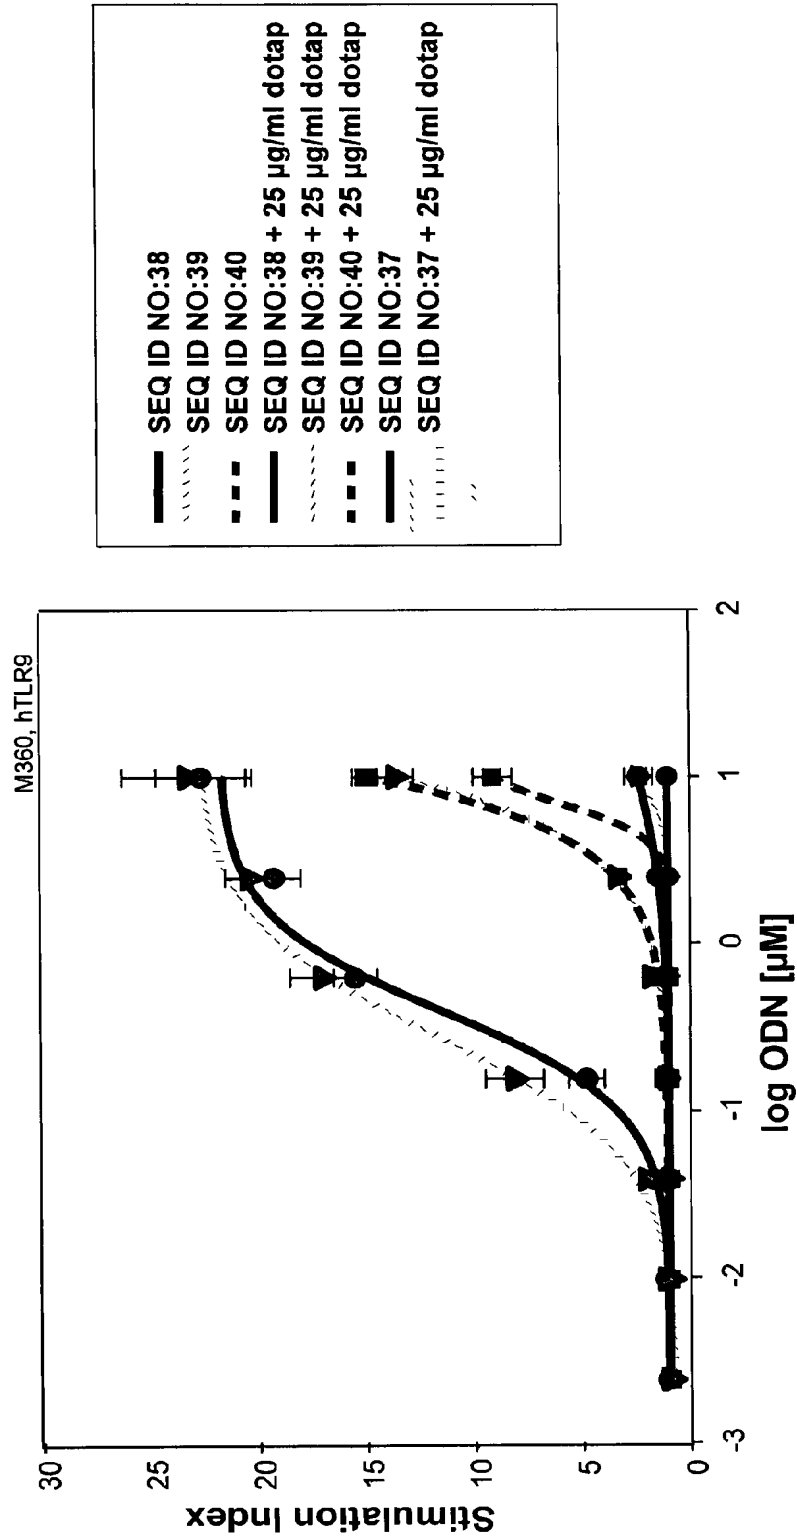 M360, hTLR9
Stimulation Index
30
25
20
15
10
5
0
-3
-2
-1
0
1
2
log ODN [µM]
SEQ ID NO:38
SEQ ID NO:39
SEQ ID NO:40
SEQ ID NO:38 + 25 µg/ml dotap
SEQ ID NO:39 + 25 µg/ml dotap
SEQ ID NO:40 + 25 µg/ml dotap
SEQ ID NO:37
SEQ ID NO:37 + 25 µg/ml dotap